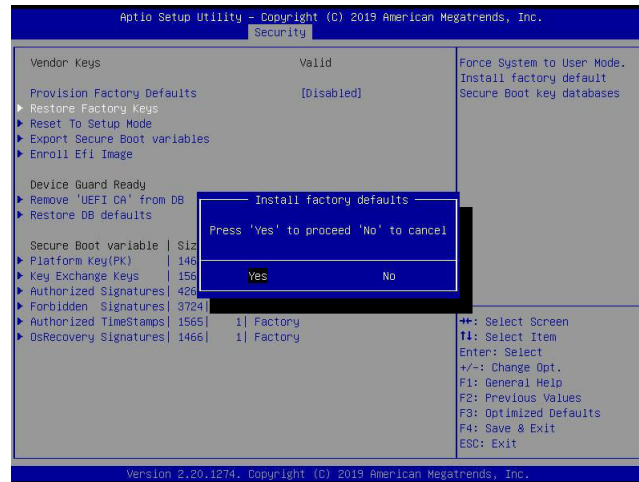 Aptio Setup Utility – Copyright (C) 2019 American Megatrends, Inc.
Security
Vendor Keys Valid
Provision Factory Defaults [Disabled]
Restore Factory Keys
Reset To Setup Mode
Export Secure Boot variables
Enroll Efi Image
Device Guard Ready
Remove 'UEFI CA' from DB
Restore DB defaults
Secure Boot variable | Siz
Platform Key(PK) | 146
Key Exchange Keys | 156
Authorized Signatures| 426
Forbidden Signatures| 3724|
Authorized TimeStamps| 1565| 1| Factory
OsRecovery Signatures| 1466| 1| Factory
Install factory defaults
Press 'Yes' to proceed 'No' to cancel
Yes No
Force System to User Mode.
Install factory default
Secure Boot key databases
++: Select Screen
↑↓: Select Item
Enter: Select
+/-: Change Opt.
F1: General Help
F2: Previous Values
F3: Optimized Defaults
F4: Save & Exit
ESC: Exit
Version 2.20.1274. Copyright (C) 2019 American Megatrends, Inc.